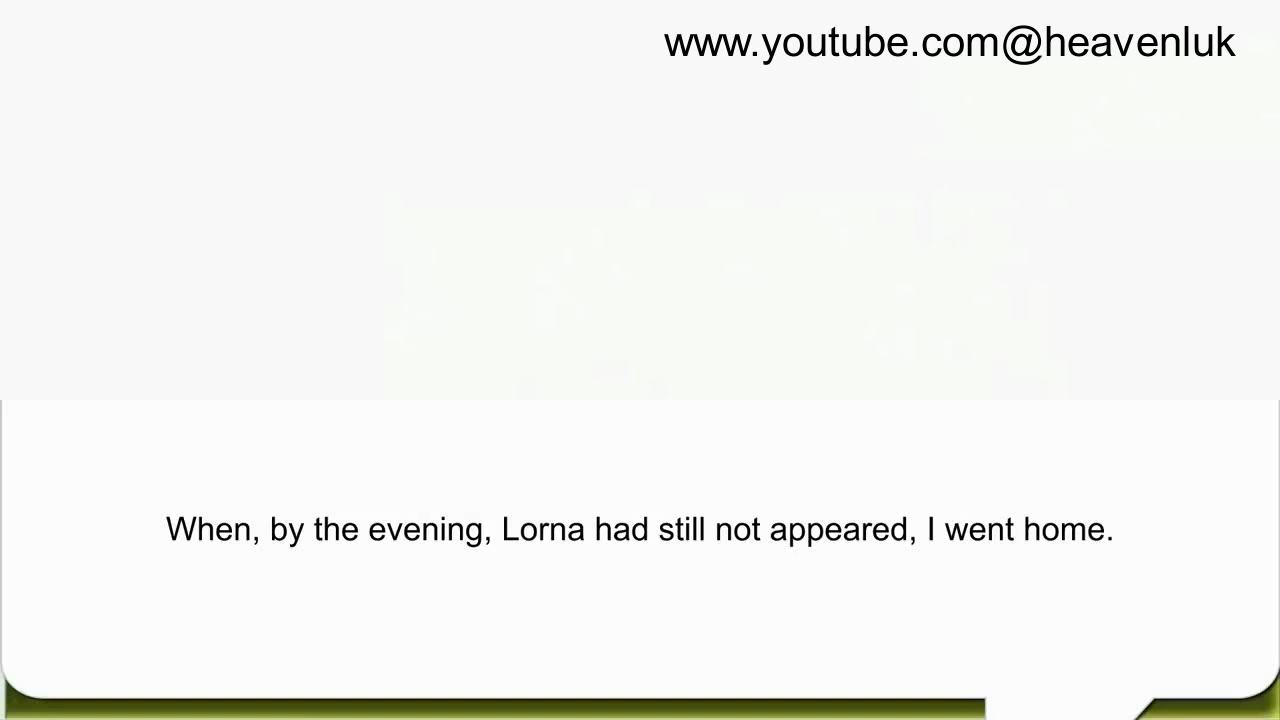 www.youtube.com@heavenluk
When, by the evening, Lorna had still not appeared, I went home.